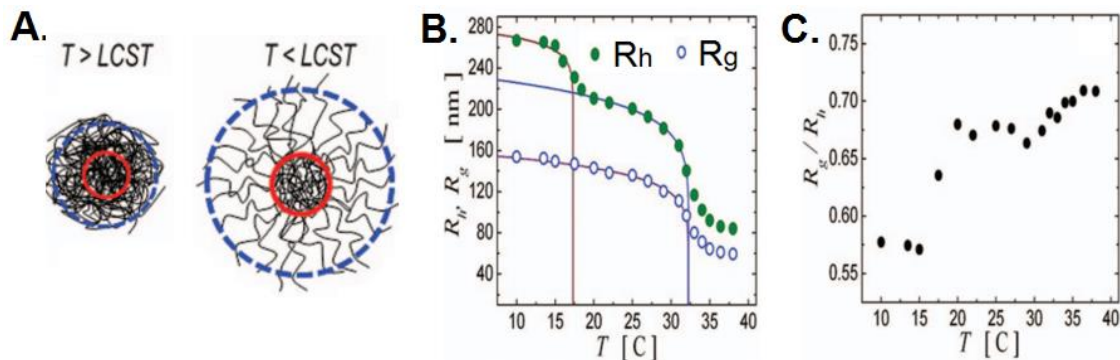 A.
T > LCST
T < LCST
B.
Rh
Rg
Rh, Rg [ nm ]
280
240
200
160
120
80
40
10 15 20 25 30 35 40
T [ C ]
C.
Rg / Rh
0.75
0.70
0.65
0.60
0.55
10 15 20 25 30 35 40
T [ C ]